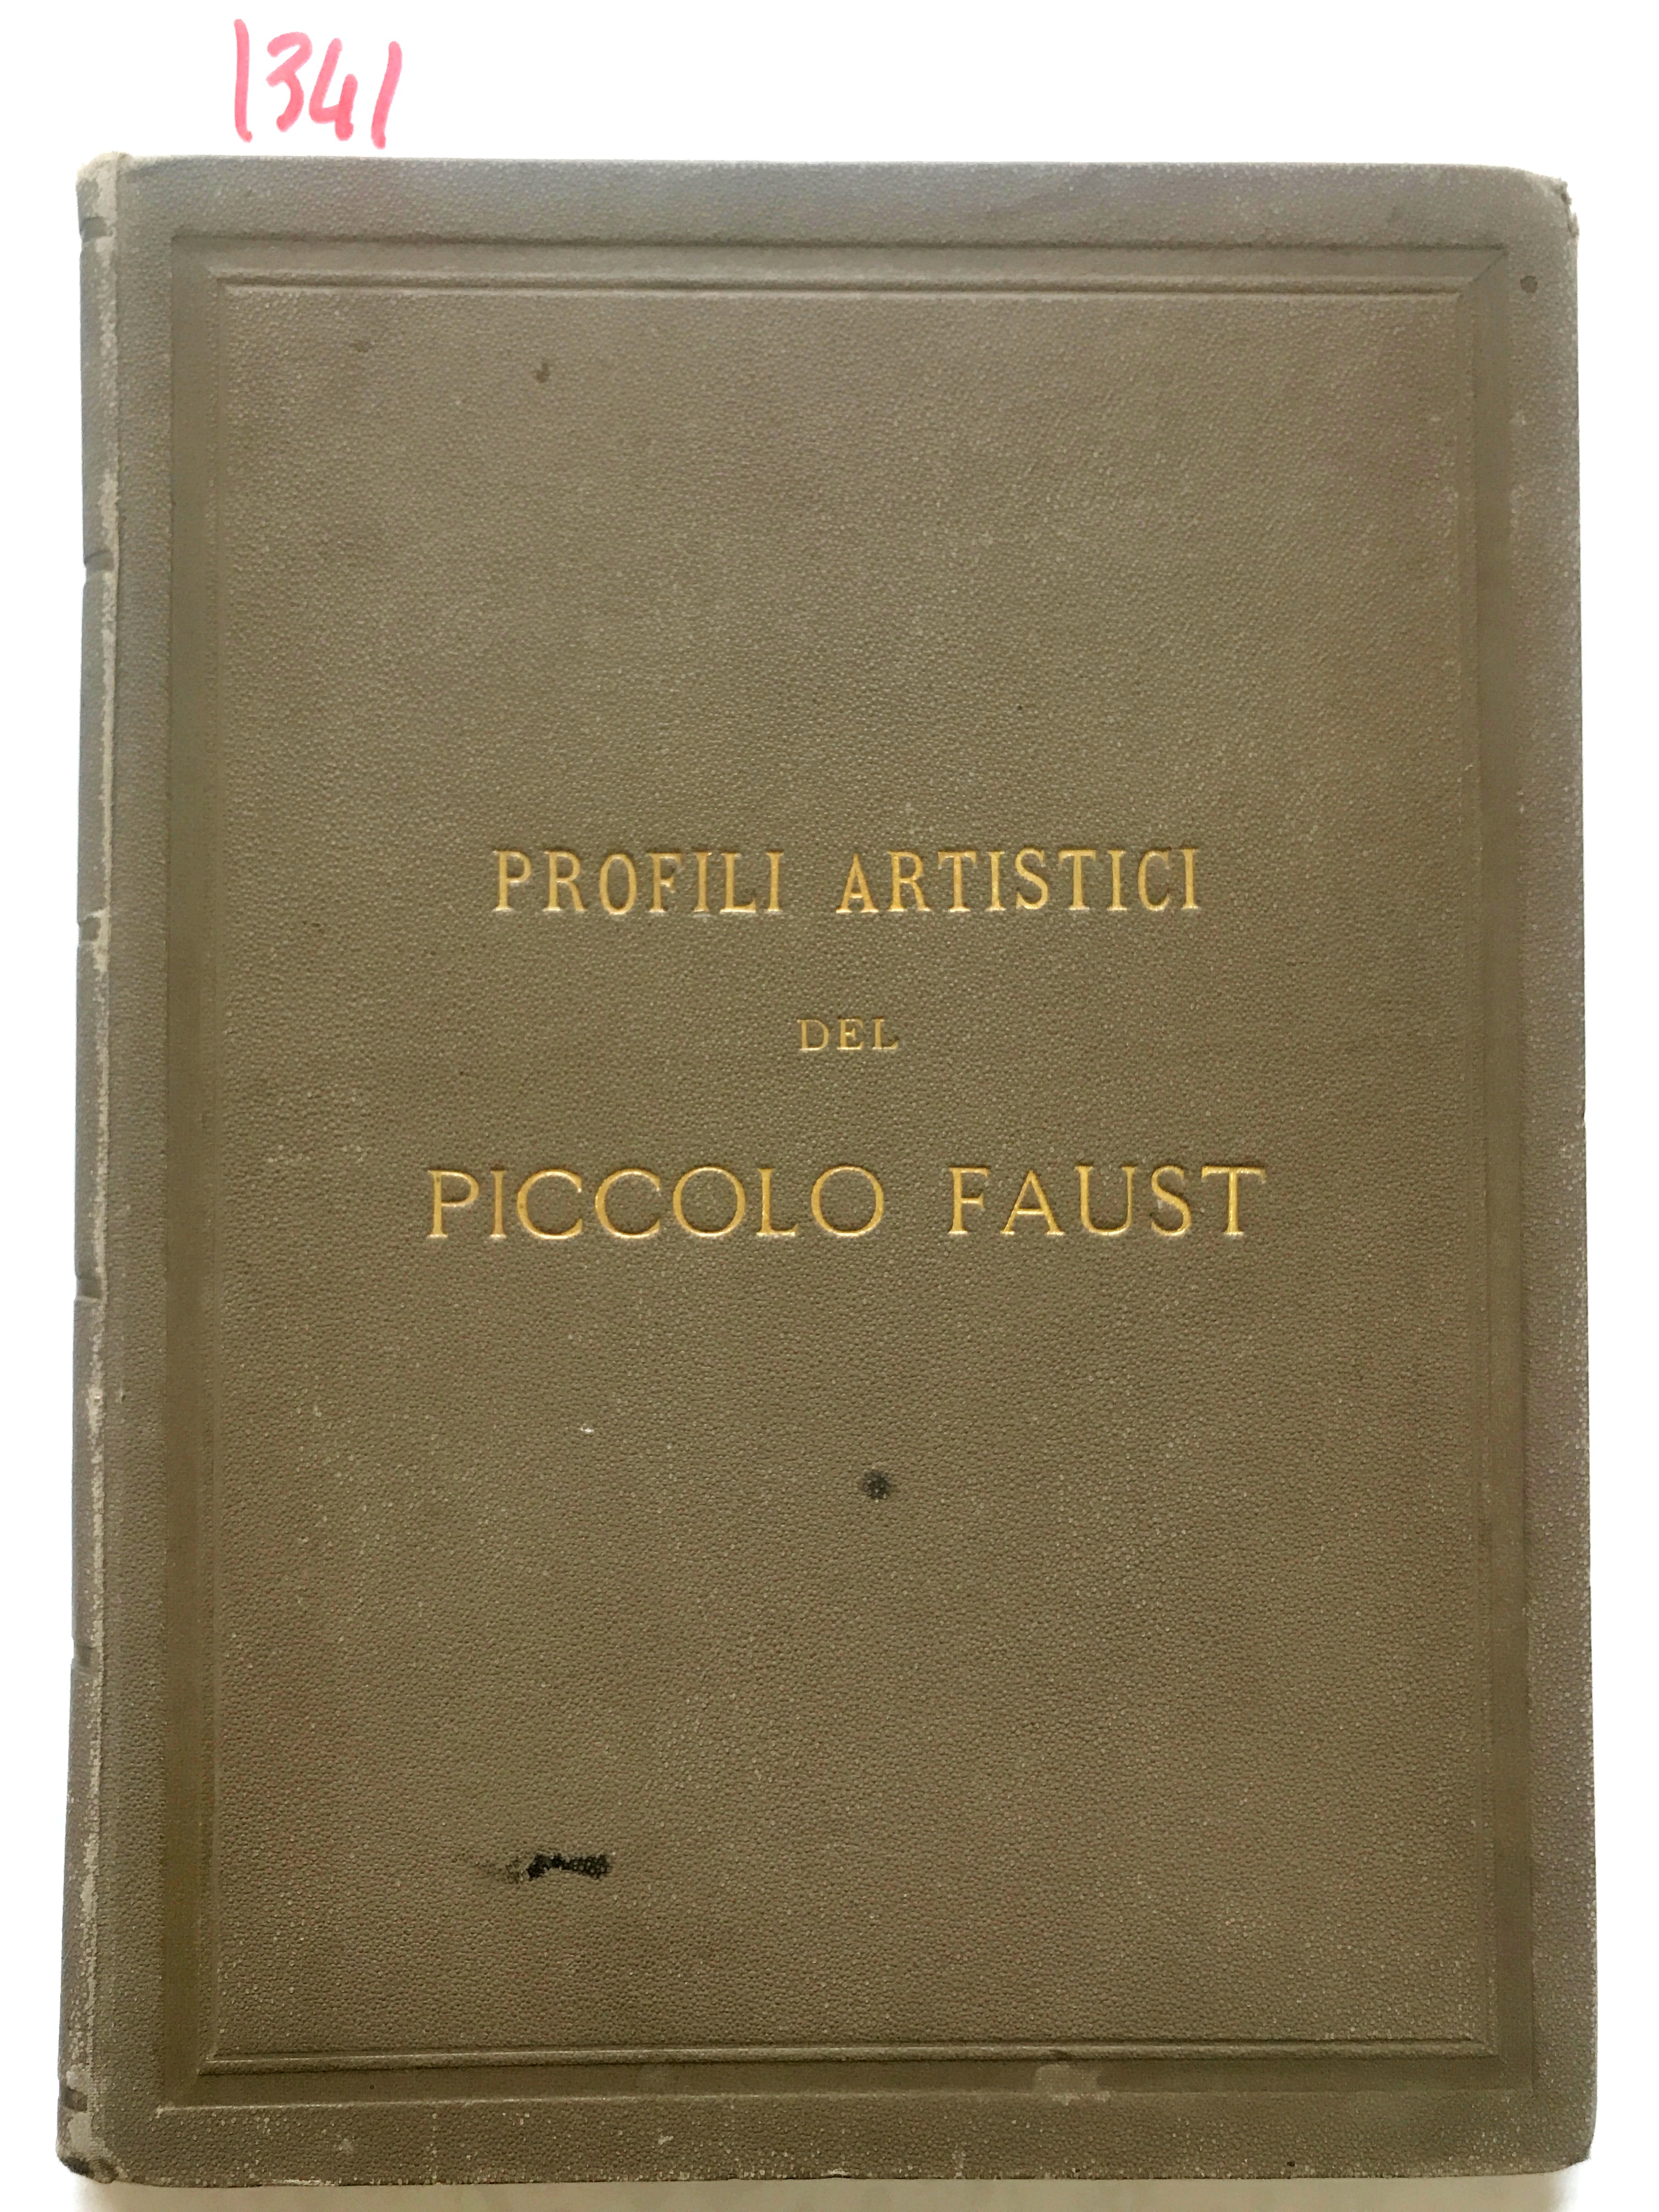 1341
PROFILI ARTISTICI
DEL
PICCOLO FAUST